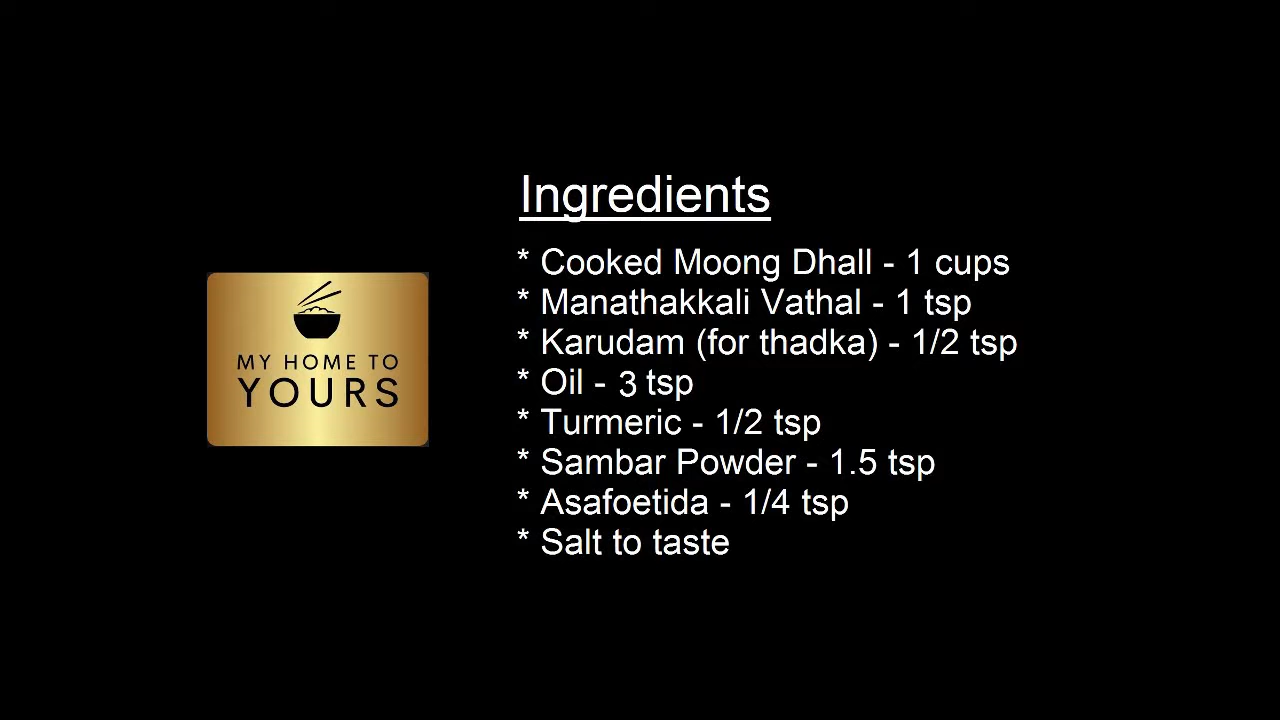 Ingredients
* Cooked Moong Dhall - 1 cups
* Manathakkali Vathal - 1 tsp
* Karudam (for thadka) - 1/2 tsp
* Oil - 3 tsp
* Turmeric - 1/2 tsp
* Sambar Powder - 1.5 tsp
* Asafoetida - 1/4 tsp
* Salt to taste
MY HOME TO
YOURS